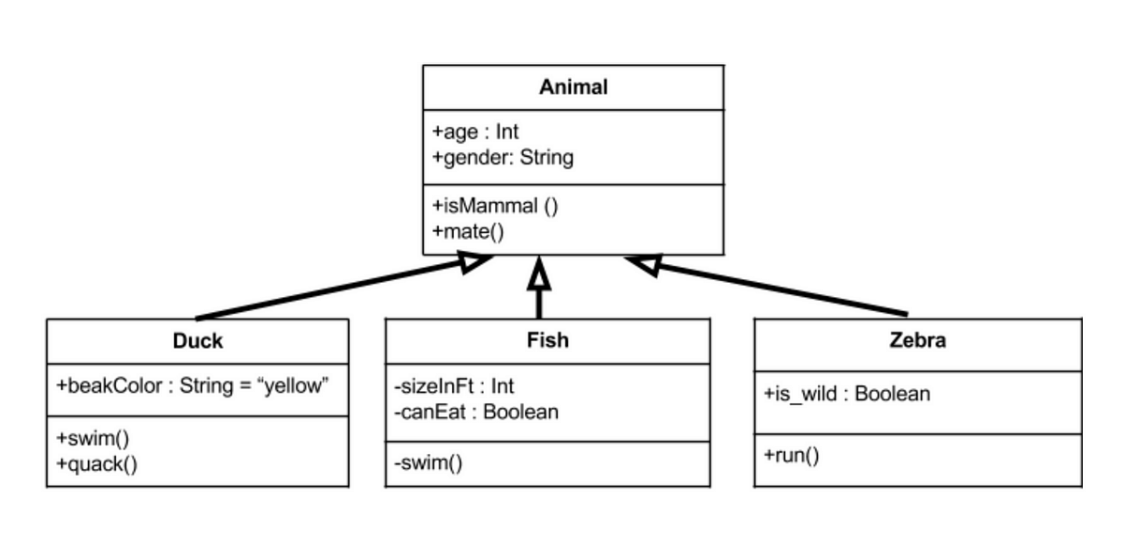 Animal
+age : Int
+gender: String
+isMammal ()
+mate()
Duck
+beakColor : String = “yellow”
+swim()
+quack()
Fish
-sizeInFt : Int
-canEat : Boolean
-swim()
Zebra
+is_wild : Boolean
+run()